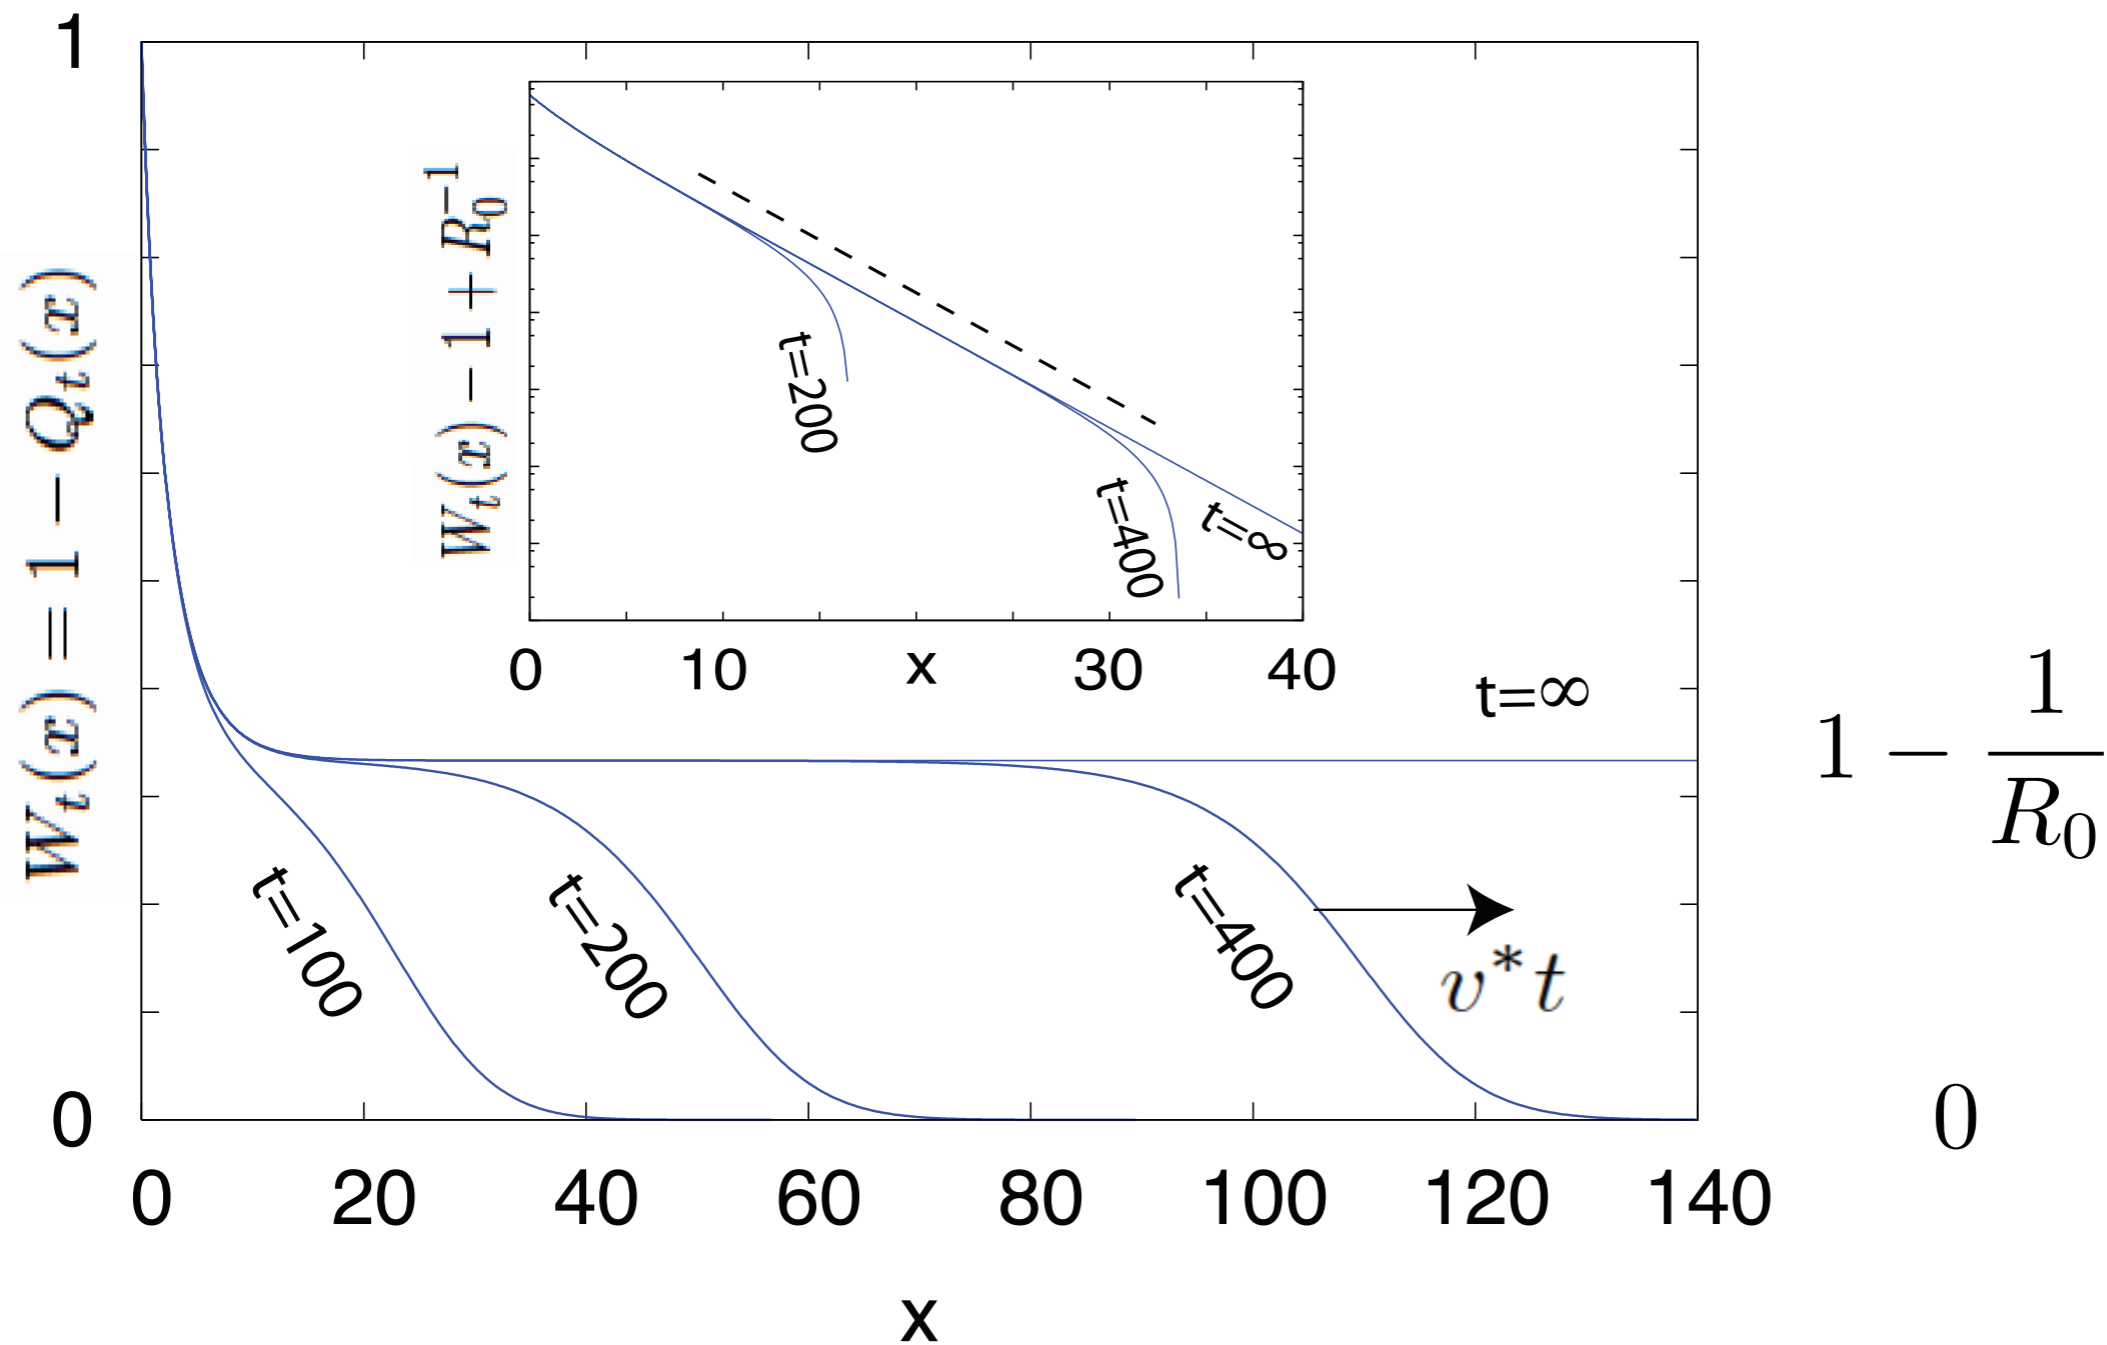 1
W_t(x) = 1 − Q_t(x)
0
W_t(x) − 1 + R_0^{−1}
t=200
t=400
t=∞
0 10 x 30 40
t=∞
1 − 1/R_0
t=100
t=200
t=400
v*t
0
0 20 40 60 80 100 120 140
x